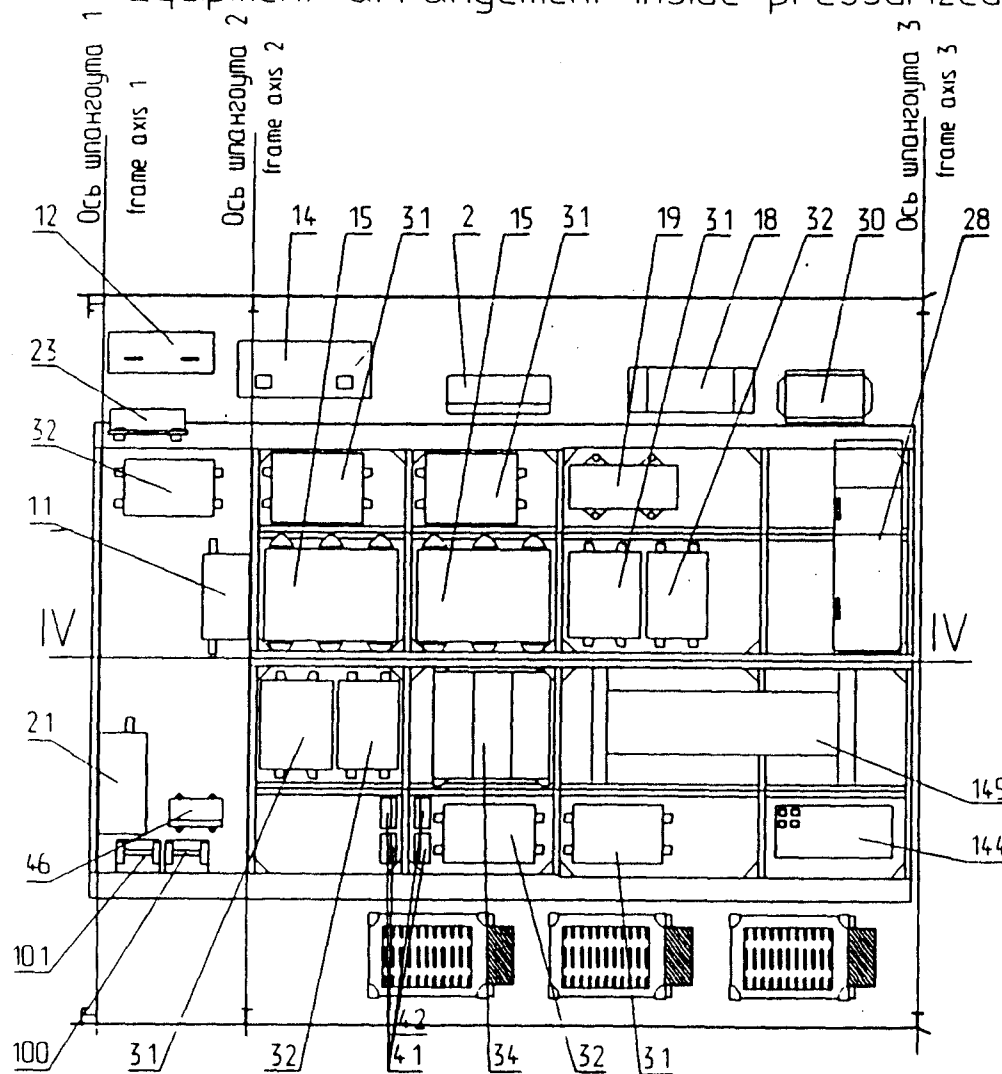 Equipment arrangement inside pressurized
Ось шпангоута 1
frame axis 1
Ось шпангоута 2
frame axis 2
Ось шпангоута 3
frame axis 3
12 14 15 31 2 15 31 19 31 18 32 30 28
23
32
11
IV IV
21
145
46 144
101
42
100 31 32 41 34 32 31